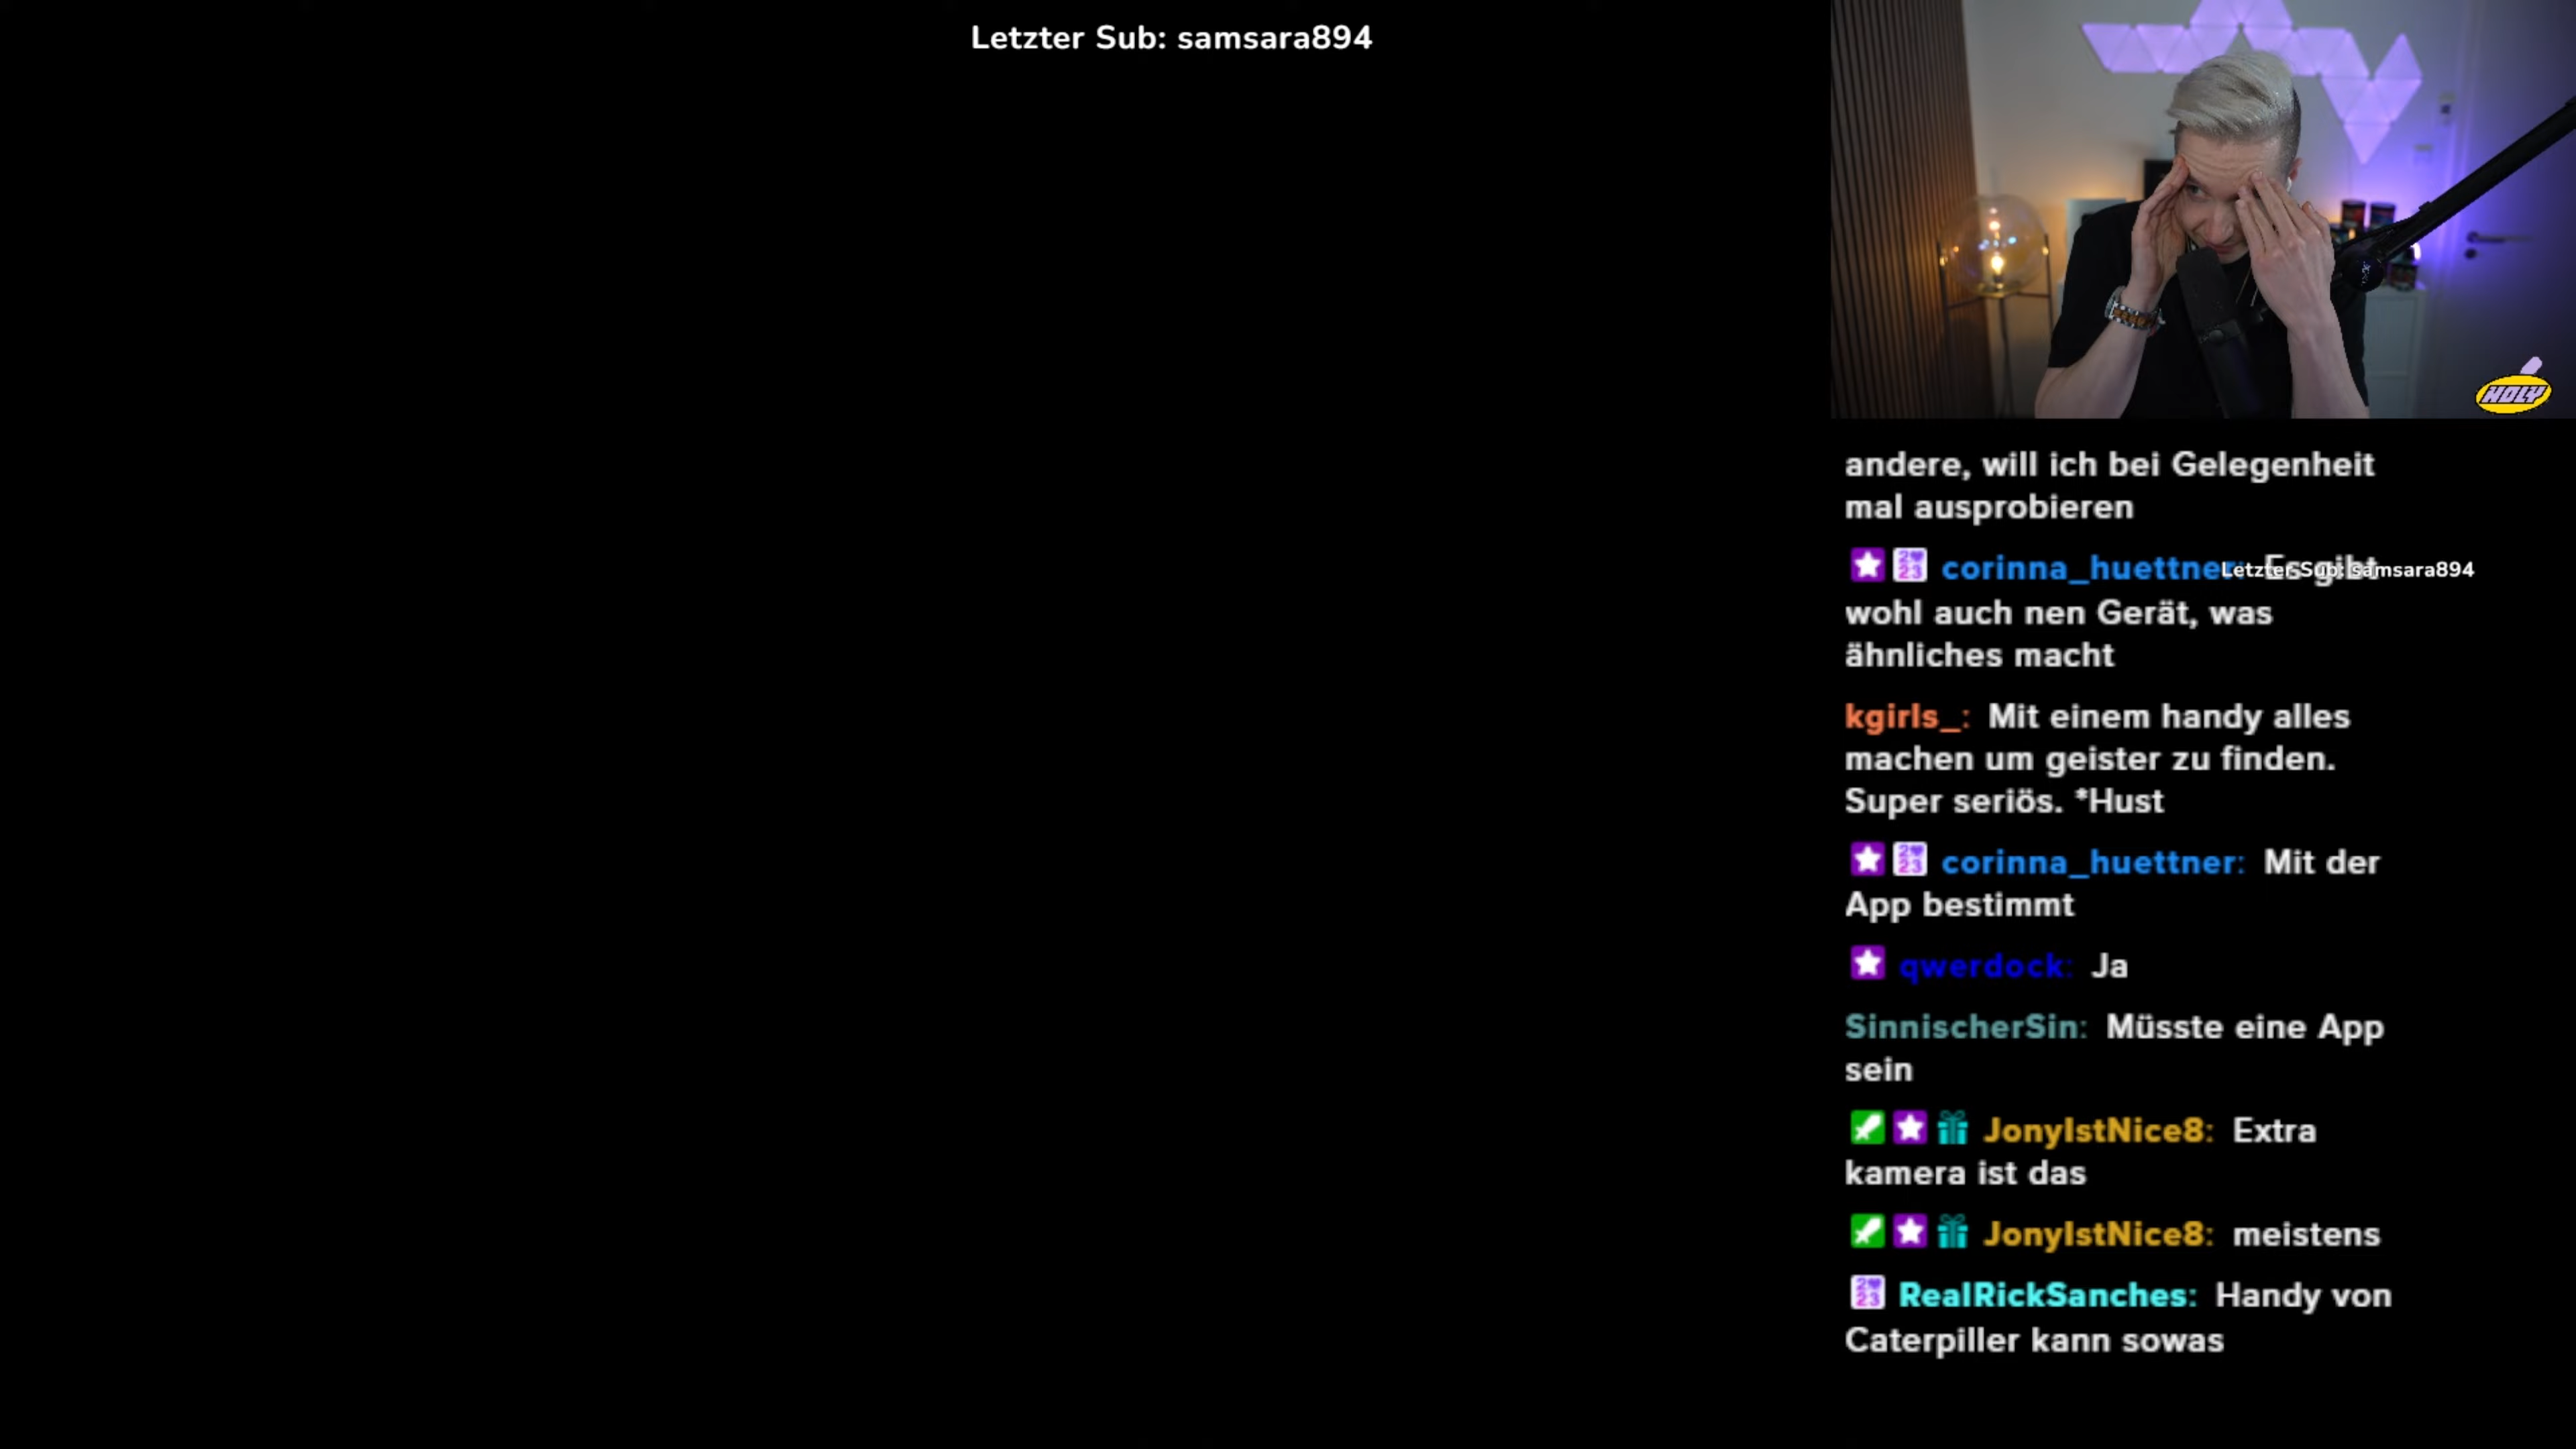 Letzter Sub: samsara894
HOLY
andere, will ich bei Gelegenheit
mal ausprobieren
corinna_huettner: Es gibt
Letzter Sub: samsara894
wohl auch nen Gerät, was
ähnliches macht
kgirls_: Mit einem handy alles
machen um geister zu finden.
Super seriös. *Hust
corinna_huettner: Mit der
App bestimmt
qwerdock: Ja
SinnischerSin: Müsste eine App
sein
JonyIstNice8: Extra
kamera ist das
JonyIstNice8: meistens
RealRickSanches: Handy von
Caterpiller kann sowas